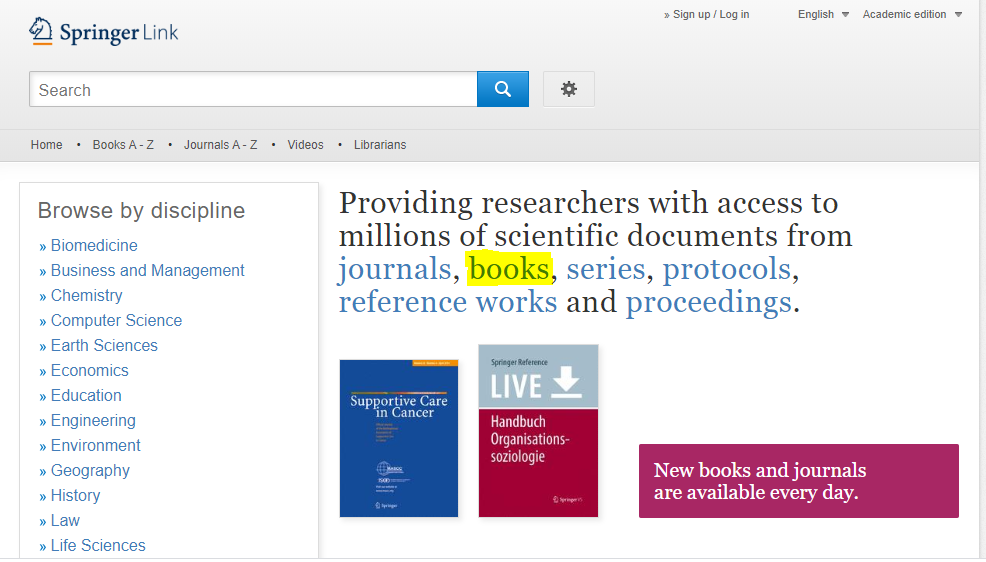 » Sign up / Log in English Academic edition
Springer Link
Search
Home • Books A - Z • Journals A - Z • Videos • Librarians
Browse by discipline
» Biomedicine
» Business and Management
» Chemistry
» Computer Science
» Earth Sciences
» Economics
» Education
» Engineering
» Environment
» Geography
» History
» Law
» Life Sciences
Providing researchers with access to
millions of scientific documents from
journals, books, series, protocols,
reference works and proceedings.
Supportive Care
in Cancer
Springer
Springer Reference
LIVE
Handbuch
Organisations-
soziologie
Springer VS
New books and journals
are available every day.